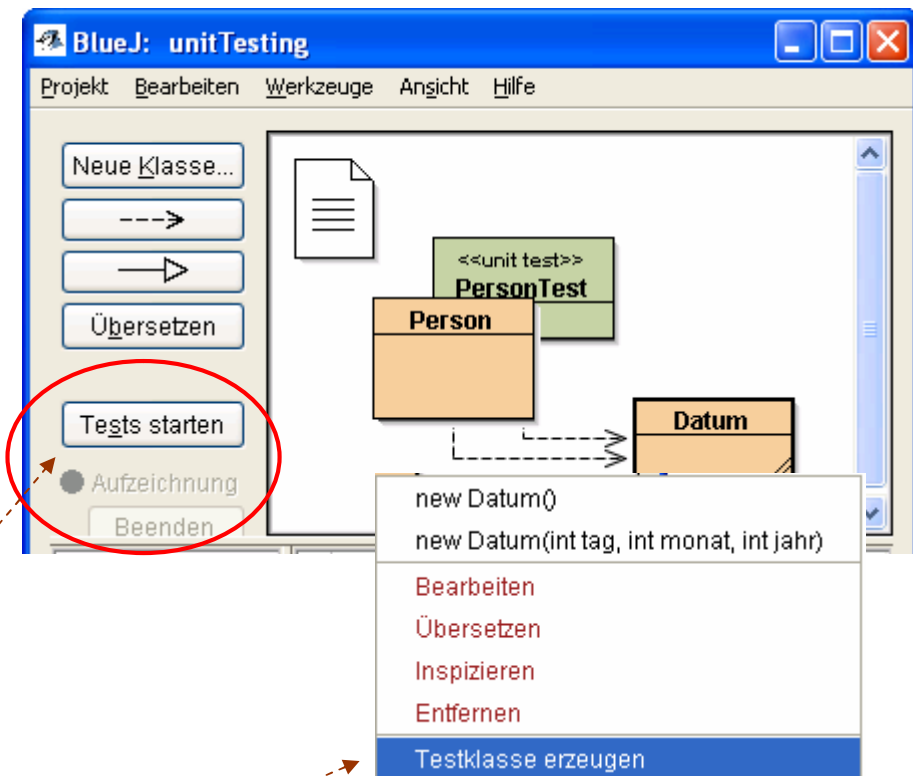 BlueJ: unitTesting
Projekt Bearbeiten Werkzeuge Ansicht Hilfe
Neue Klasse...
Übersetzen
Tests starten
Aufzeichnung
Beenden
<<unit test>>
PersonTest
Person
Datum
new Datum()
new Datum(int tag, int monat, int jahr)
Bearbeiten
Übersetzen
Inspizieren
Entfernen
Testklasse erzeugen